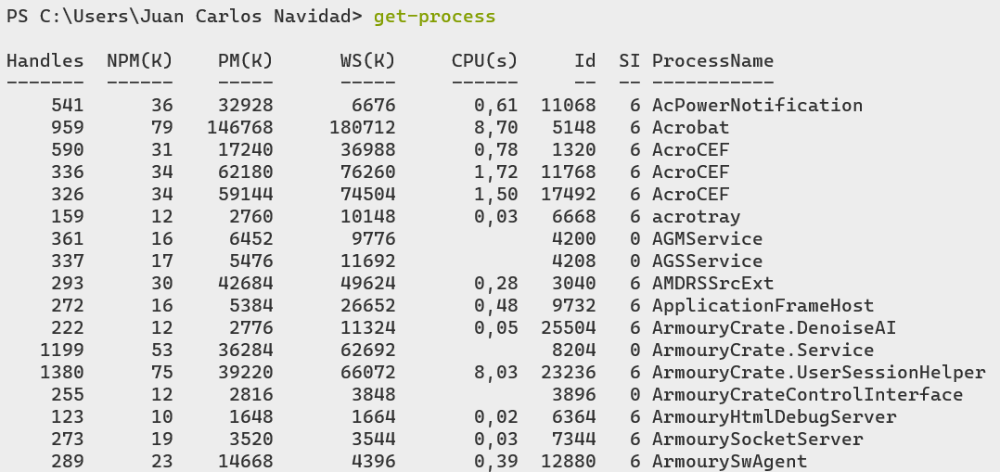 PS C:\Users\Juan Carlos Navidad> get-process
Handles  NPM(K)    PM(K)      WS(K)     CPU(s)     Id  SI ProcessName
-------  ------    -----      -----     ------     --  -- -----------
    541      36    32928       6676       0,61  11068   6 AcPowerNotification
    959      79   146768     180712       8,70   5148   6 Acrobat
    590      31    17240      36988       0,78   1320   6 AcroCEF
    336      34    62180      76260       1,72  11768   6 AcroCEF
    326      34    59144      74504       1,50  17492   6 AcroCEF
    159      12     2760      10148       0,03   6668   6 acrotray
    361      16     6452       9776              4200   0 AGMService
    337      17     5476      11692              4208   0 AGSService
    293      30    42684      49624       0,28   3040   6 AMDRSSrcExt
    272      16     5384      26652       0,48   9732   6 ApplicationFrameHost
    222      12     2776      11324       0,05  25504   6 ArmouryCrate.DenoiseAI
   1199      53    36284      62692              8204   0 ArmouryCrate.Service
   1380      75    39220      66072       8,03  23236   6 ArmouryCrate.UserSessionHelper
    255      12     2816       3848              3896   0 ArmouryCrateControlInterface
    123      10     1648       1664       0,02   6364   6 ArmouryHtmlDebugServer
    273      19     3520       3544       0,03   7344   6 ArmourySocketServer
    289      23    14668       4396       0,39  12880   6 ArmourySwAgent